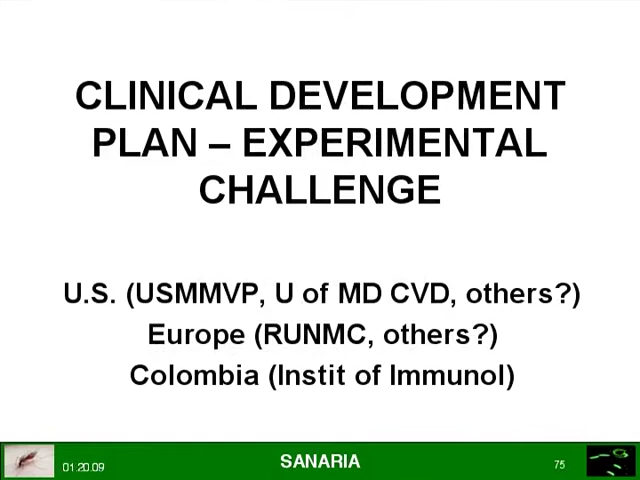 CLINICAL DEVELOPMENT
PLAN – EXPERIMENTAL
CHALLENGE
U.S. (USMMVP, U of MD CVD, others?)
Europe (RUNMC, others?)
Colombia (Instit of Immunol)
01.20.09
SANARIA
75